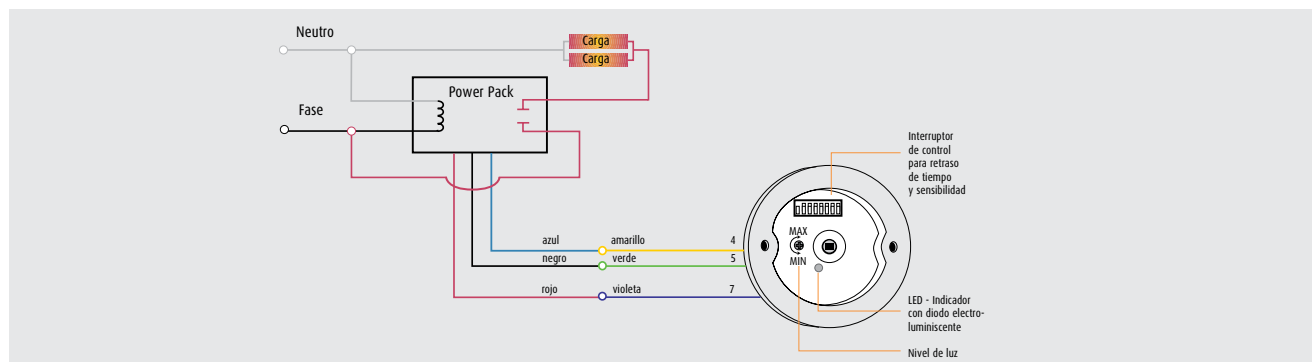 Neutro
Carga
Carga
Power Pack
Fase
Interruptor
de control
para retraso
de tiempo
y sensibilidad
MAX
MIN
azul amarillo 4
negro verde 5
rojo violeta 7
LED - Indicador
con diodo electro-
luminiscente
Nivel de luz